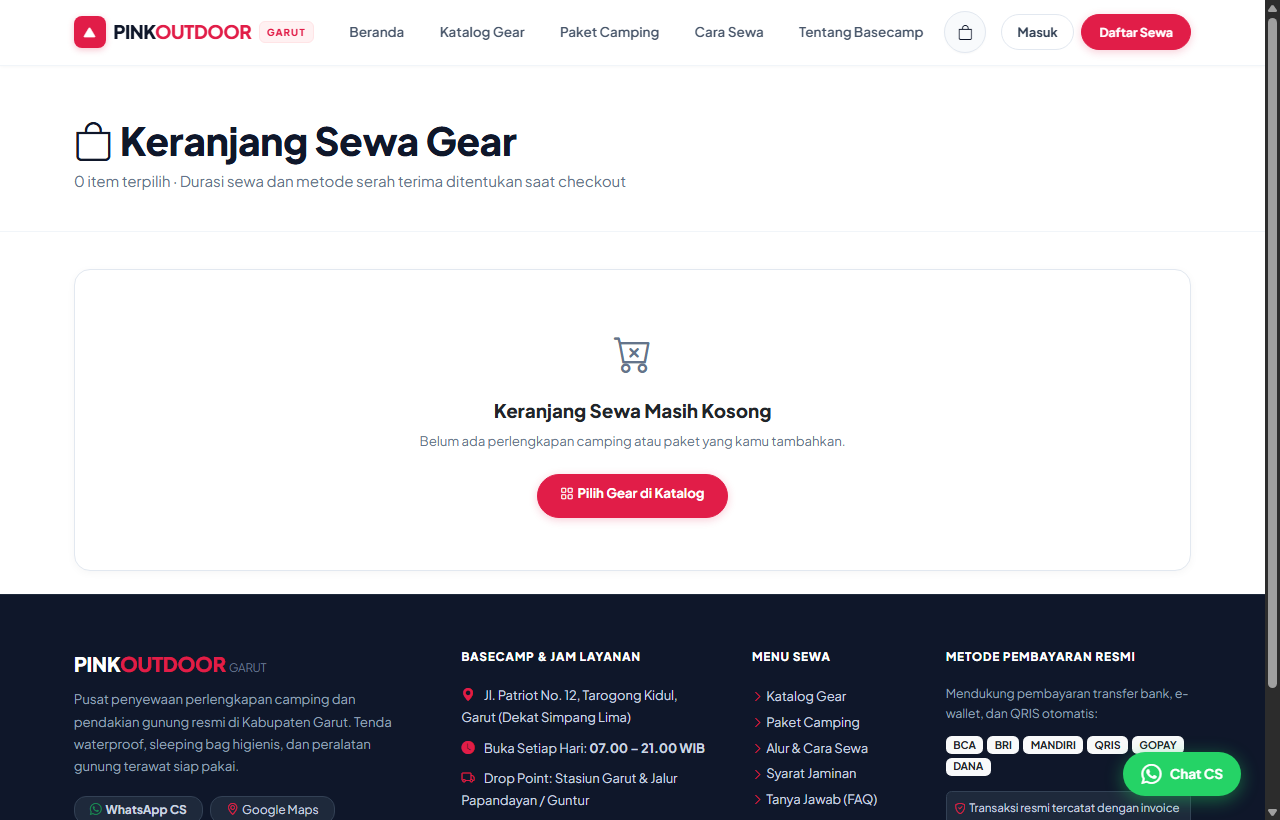 PINKOUTDOOR GARUT Beranda Katalog Gear Paket Camping Cara Sewa Tentang Basecamp Masuk Daftar Sewa
Keranjang Sewa Gear
0 item terpilih · Durasi sewa dan metode serah terima ditentukan saat checkout
Keranjang Sewa Masih Kosong
Belum ada perlengkapan camping atau paket yang kamu tambahkan.
Pilih Gear di Katalog
PINKOUTDOOR GARUT
Pusat penyewaan perlengkapan camping dan
pendakian gunung resmi di Kabupaten Garut. Tenda
waterproof, sleeping bag higienis, dan peralatan
gunung terawat siap pakai.
WhatsApp CS Google Maps
BASECAMP & JAM LAYANAN
Jl. Patriot No. 12, Tarogong Kidul,
Garut (Dekat Simpang Lima)
Buka Setiap Hari: 07.00 – 21.00 WIB
Drop Point: Stasiun Garut & Jalur
Papandayan / Guntur
MENU SEWA
Katalog Gear
Paket Camping
Alur & Cara Sewa
Syarat Jaminan
Tanya Jawab (FAQ)
METODE PEMBAYARAN RESMI
Mendukung pembayaran transfer bank, e-
wallet, dan QRIS otomatis:
BCA BRI MANDIRI QRIS GOPAY
DANA
Transaksi resmi tercatat dengan invoice
Chat CS